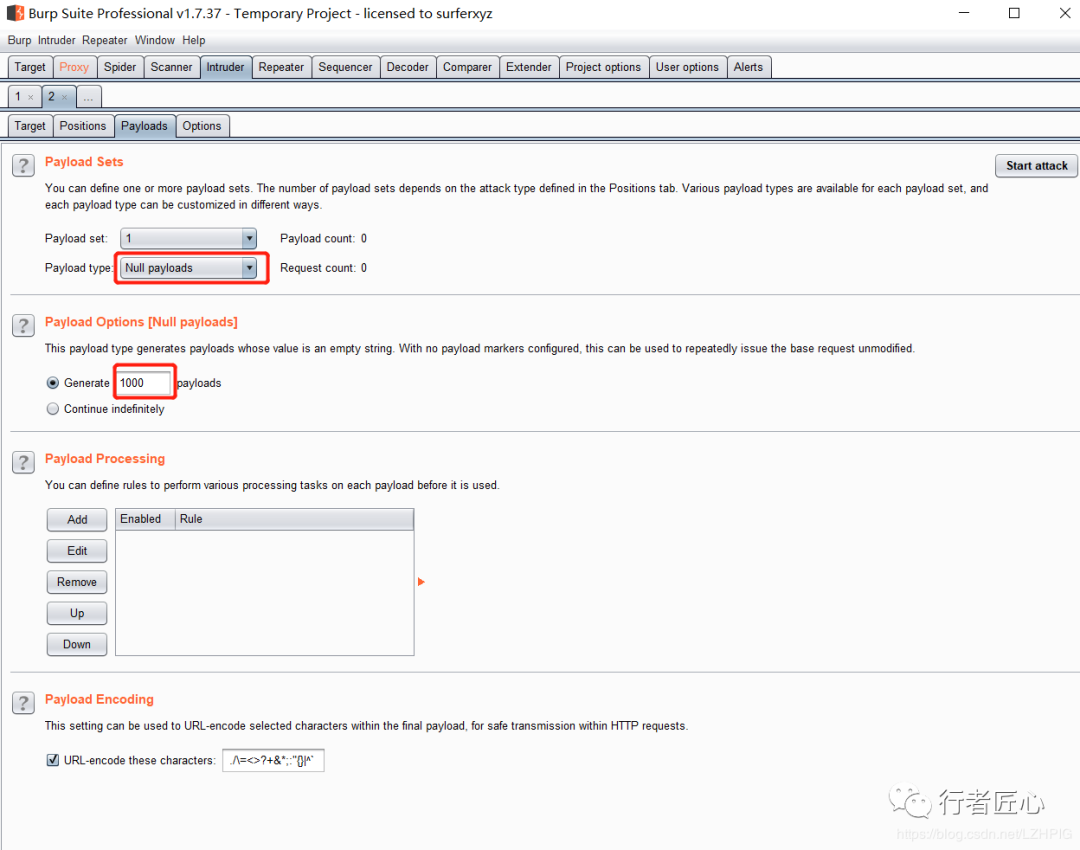 Burp Suite Professional v1.7.37 - Temporary Project - licensed to surferxyz
Burp Intruder Repeater Window Help
Target Proxy Spider Scanner Intruder Repeater Sequencer Decoder Comparer Extender Project options User options Alerts
1 × 2 × ...
Target Positions Payloads Options
? Payload Sets
Start attack
You can define one or more payload sets. The number of payload sets depends on the attack type defined in the Positions tab. Various payload types are available for each payload set, and
each payload type can be customized in different ways.
Payload set: 1 Payload count: 0
Payload type: Null payloads Request count: 0
? Payload Options [Null payloads]
This payload type generates payloads whose value is an empty string. With no payload markers configured, this can be used to repeatedly issue the base request unmodified.
Generate 1000 payloads
Continue indefinitely
? Payload Processing
You can define rules to perform various processing tasks on each payload before it is used.
Add Enabled Rule
Edit
Remove
Up
Down
? Payload Encoding
This setting can be used to URL-encode selected characters within the final payload, for safe transmission within HTTP requests.
URL-encode these characters: ./\=<>?+&*;:"{}|^`
行者匠心
https://blog.csdn.net/LZHPIG